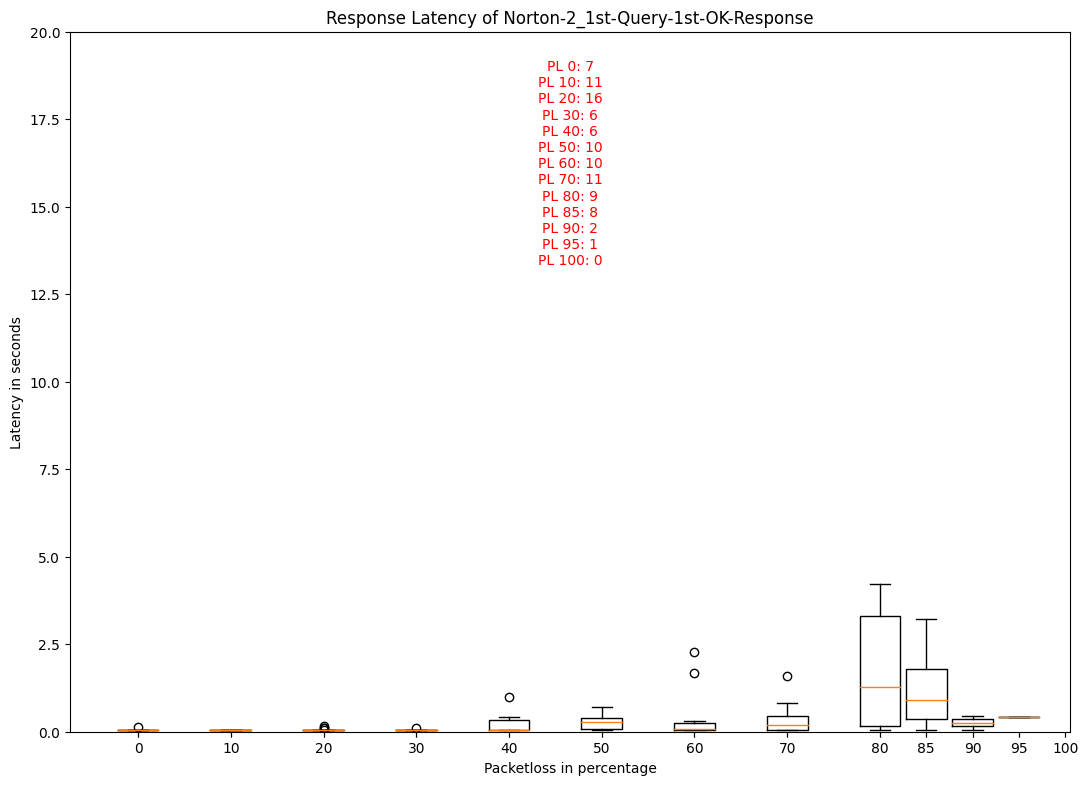 Response Latency of Norton-2_1st-Query-1st-OK-Response
20.0
17.5
15.0
12.5
10.0
7.5
5.0
2.5
0.0
Latency in seconds
PL 0: 7
PL 10: 11
PL 20: 16
PL 30: 6
PL 40: 6
PL 50: 10
PL 60: 10
PL 70: 11
PL 80: 9
PL 85: 8
PL 90: 2
PL 95: 1
PL 100: 0
0 10 20 30 40 50 60 70 80 85 90 95 100
Packetloss in percentage